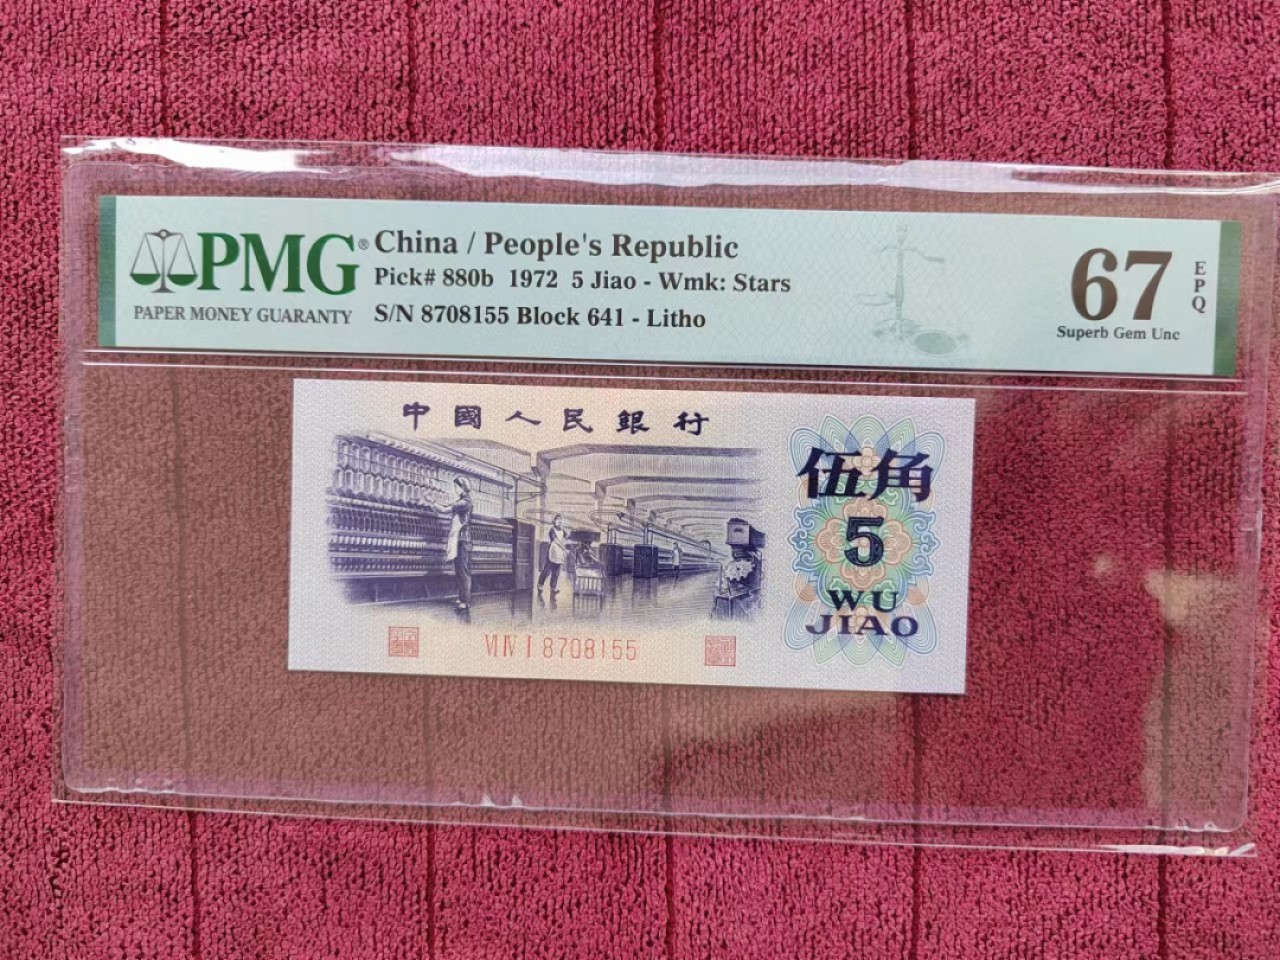 PMG®
PAPER MONEY GUARANTY
China / People's Republic
Pick# 880b 1972 5 Jiao - Wmk: Stars
S/N 8708155 Block 641 - Litho
67
EPQ
Superb Gem Unc
中國人民銀行
伍角
5
WU
JIAO
VI IV I 8708155